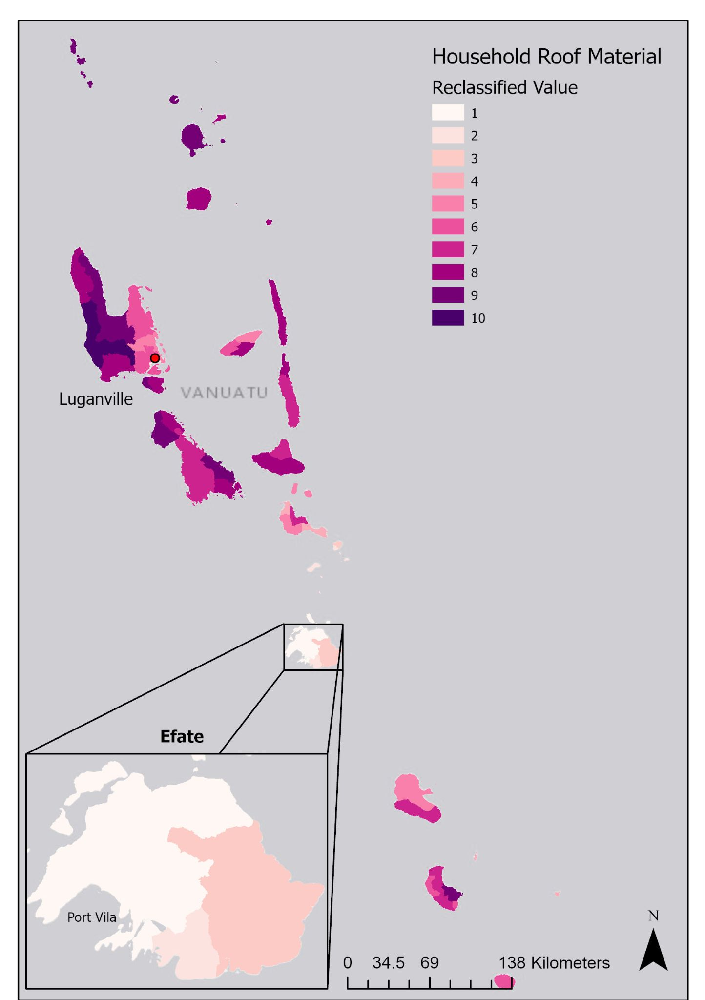 Household Roof Material
Reclassified Value
1
2
3
4
5
6
7
8
9
10
VANUATU
Luganville
Efate
Port Vila
N
0 34.5 69 138 Kilometers